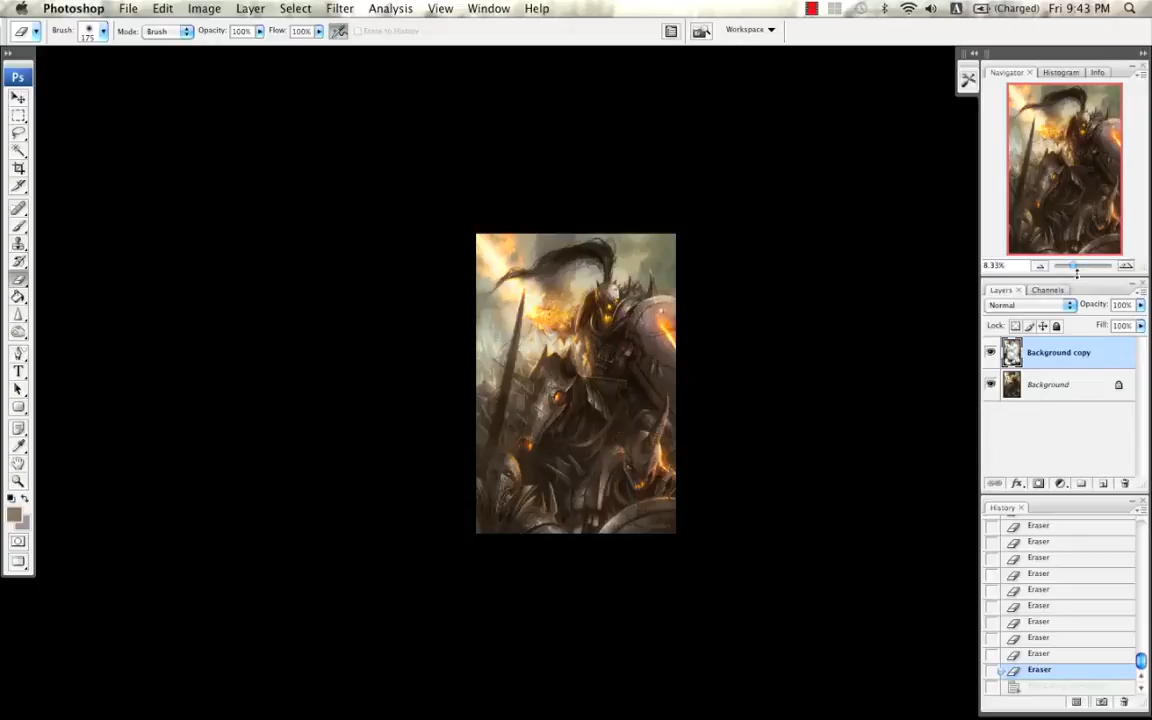 Photoshop File Edit Image Layer Select Filter Analysis View Window Help A (Charged) Fri 9:43 PM
Brush: 175 Mode: Brush Opacity: 100% Flow: 100% Erase to History Workspace
Ps
Navigator × Histogram Info
8.33%
Layers × Channels
Normal Opacity: 100%
Lock: Fill: 100%
Background copy
Background
fx
T
History ×
Eraser
Eraser
Eraser
Eraser
Eraser
Eraser
Eraser
Eraser
Eraser
Eraser